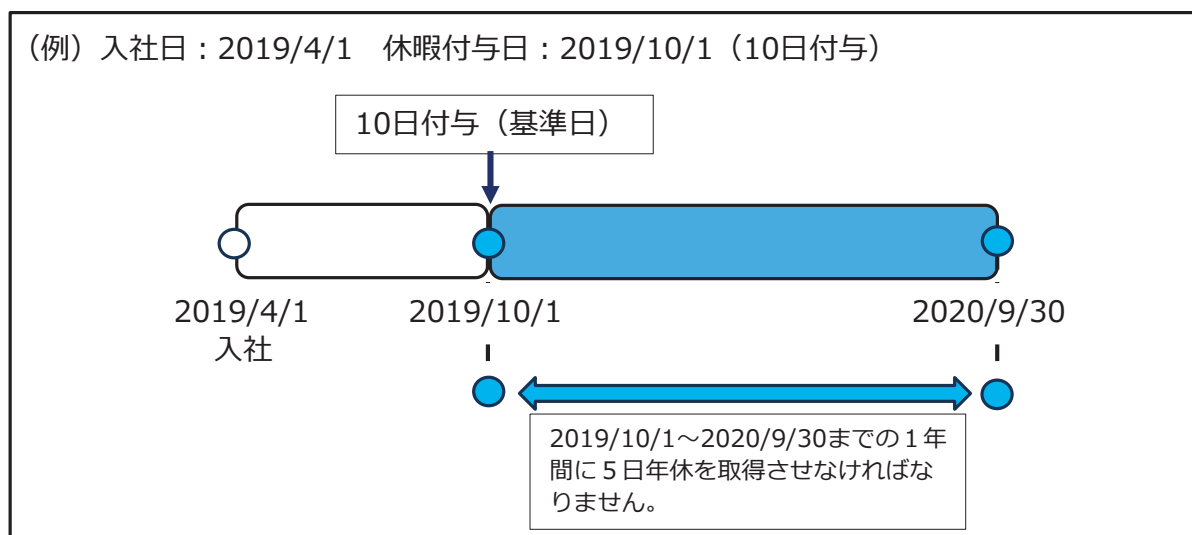 （例）入社日：2019/4/1　休暇付与日：2019/10/1（10日付与）
10日付与（基準日）
2019/4/1
入社
2019/10/1
2020/9/30
2019/10/1～2020/9/30までの１年
間に５日年休を取得させなければな
りません。